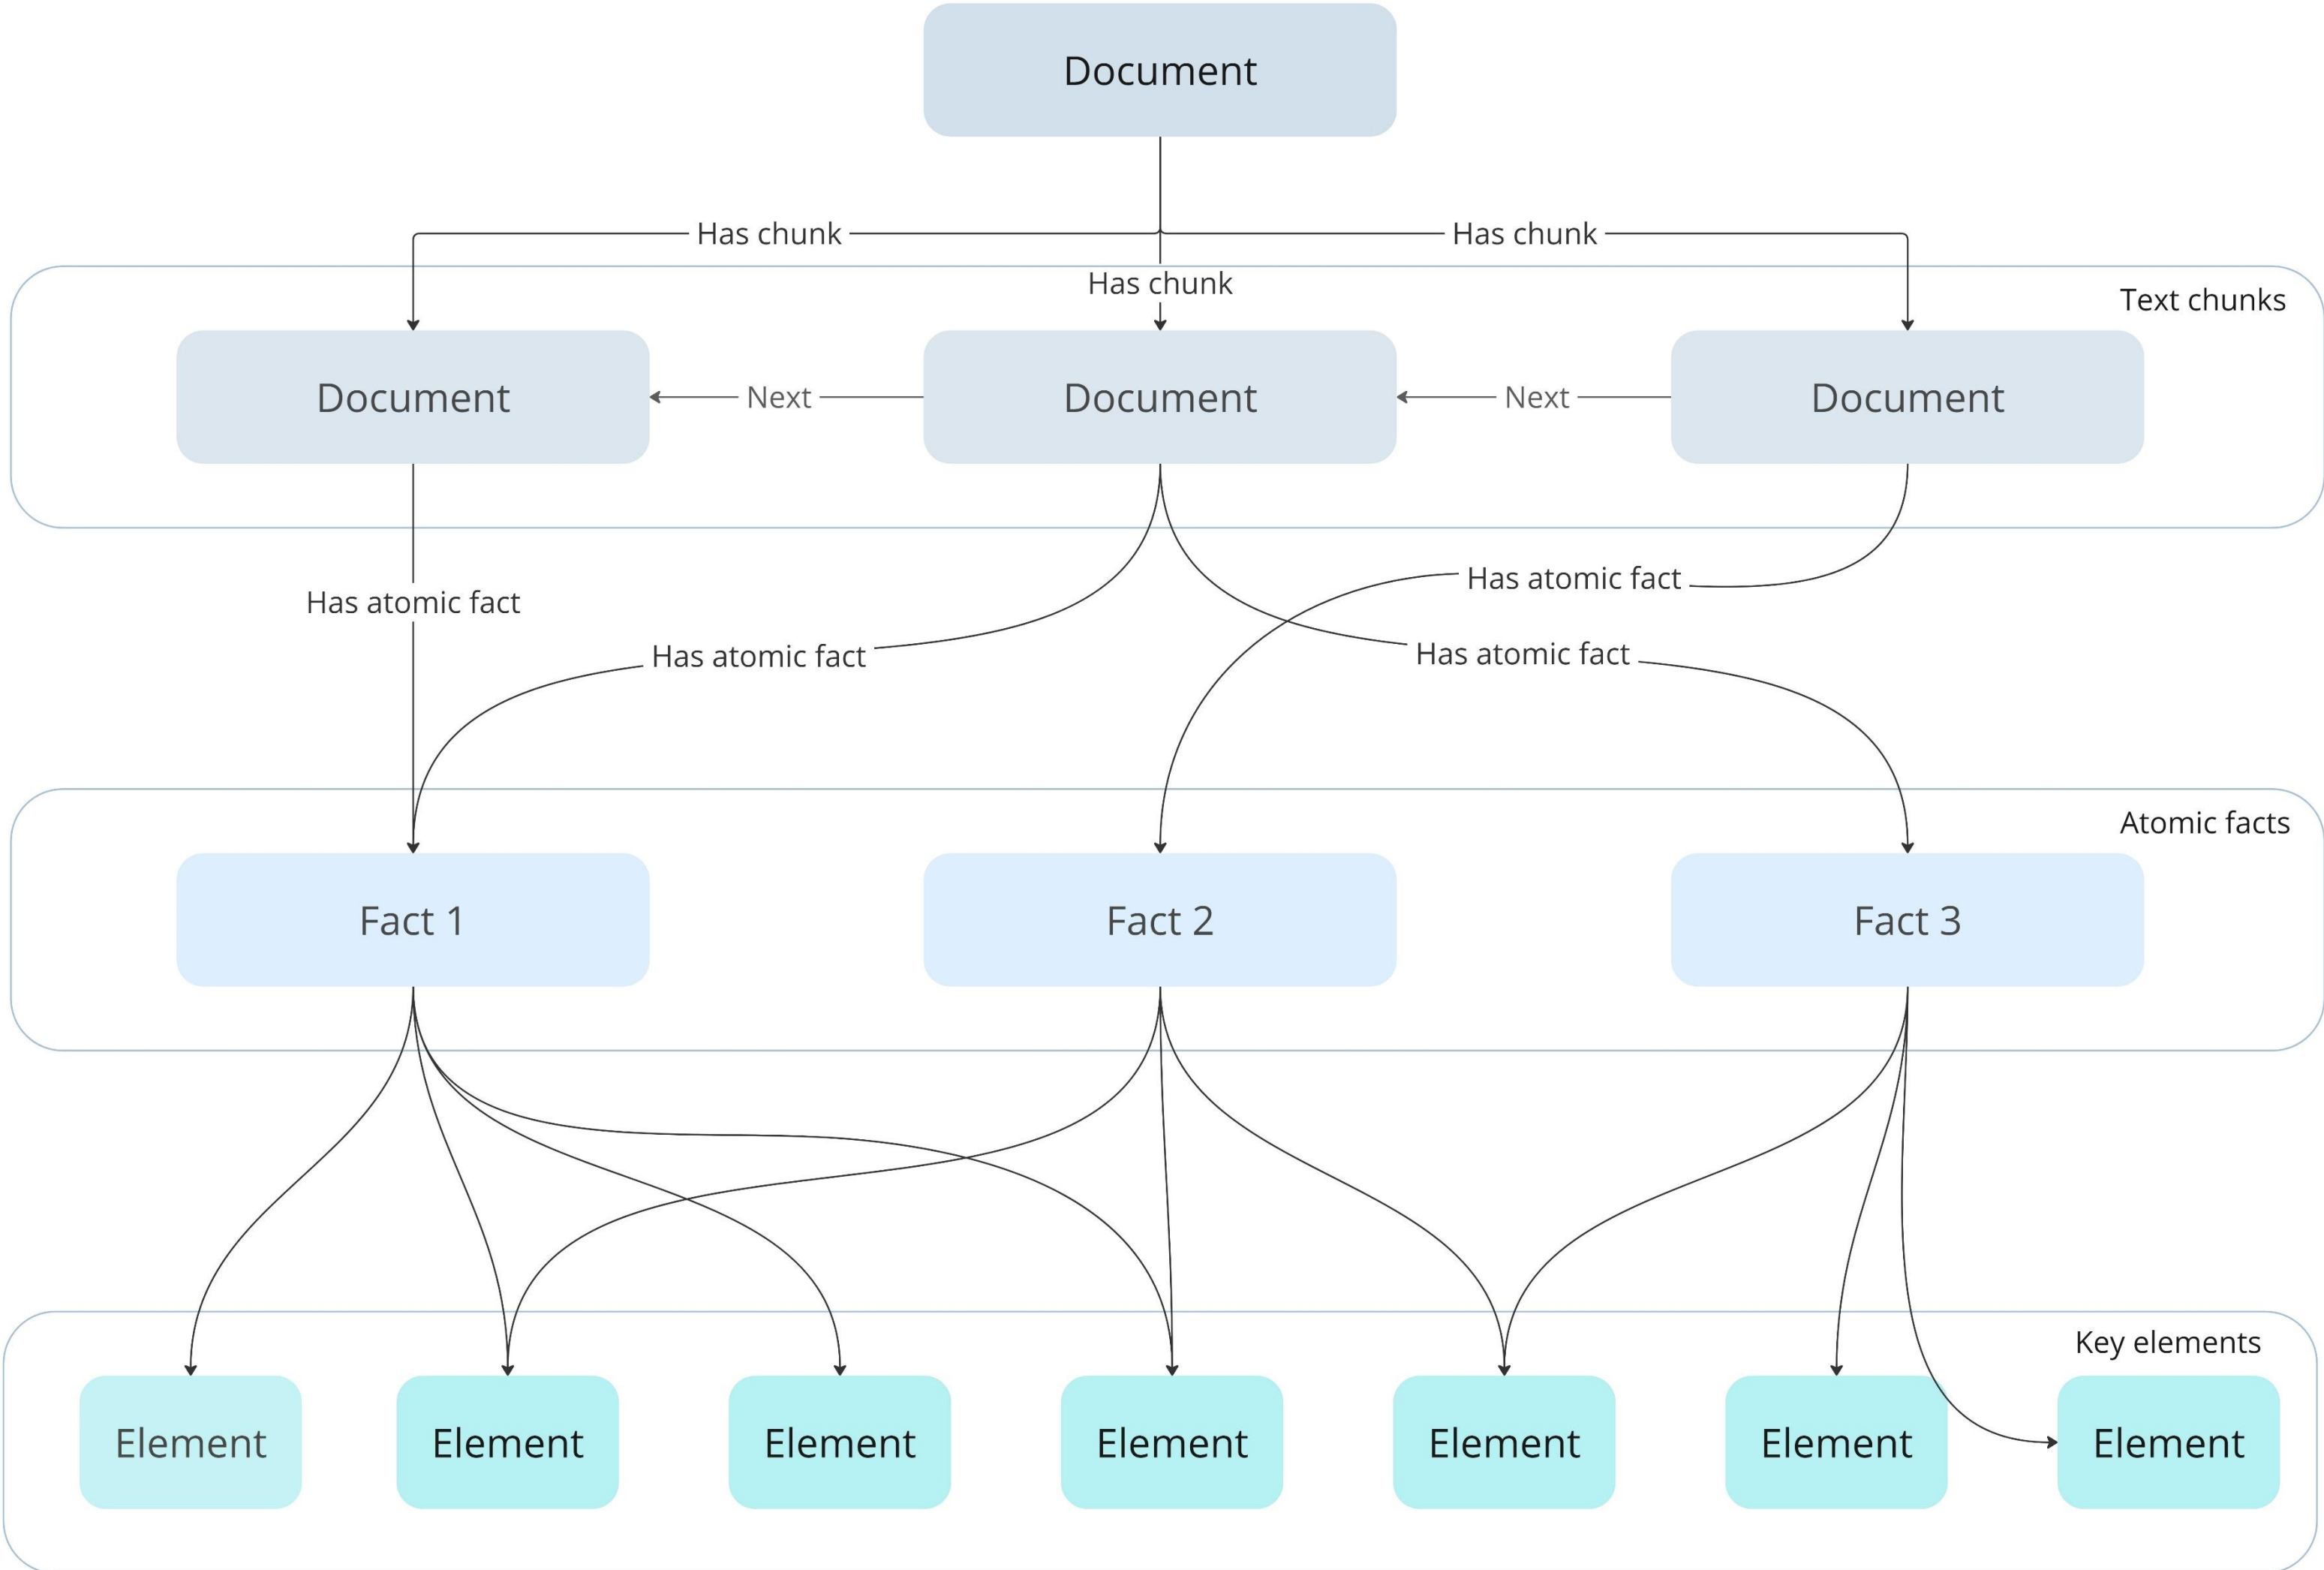 Document
Has chunk
Has chunk
Has chunk
Text chunks
Document
Next
Document
Next
Document
Has atomic fact
Has atomic fact
Has atomic fact
Has atomic fact
Atomic facts
Fact 1
Fact 2
Fact 3
Key elements
Element
Element
Element
Element
Element
Element
Element